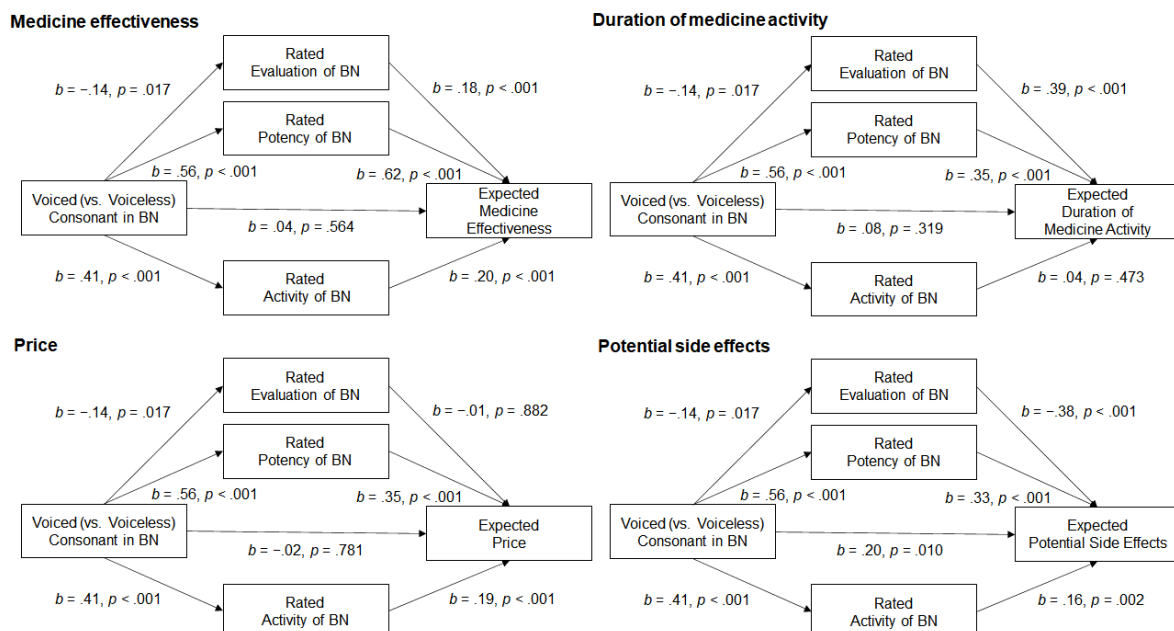 Medicine effectiveness
Rated
Evaluation of BN
b = −.14, p = .017
b = .18, p < .001
Rated
Potency of BN
b = .56, p < .001
b = .62, p < .001
Voiced (vs. Voiceless)
Consonant in BN
Expected
Medicine
Effectiveness
b = .04, p = .564
b = .41, p < .001
b = .20, p < .001
Rated
Activity of BN
Duration of medicine activity
Rated
Evaluation of BN
b = −.14, p = .017
b = .39, p < .001
Rated
Potency of BN
b = .56, p < .001
b = .35, p < .001
Voiced (vs. Voiceless)
Consonant in BN
Expected
Duration of
Medicine Activity
b = .08, p = .319
b = .41, p < .001
b = .04, p = .473
Rated
Activity of BN
Price
Rated
Evaluation of BN
b = −.14, p = .017
b = −.01, p = .882
Rated
Potency of BN
b = .56, p < .001
b = .35, p < .001
Voiced (vs. Voiceless)
Consonant in BN
Expected
Price
b = −.02, p = .781
b = .41, p < .001
b = .19, p < .001
Rated
Activity of BN
Potential side effects
Rated
Evaluation of BN
b = −.14, p = .017
b = −.38, p < .001
Rated
Potency of BN
b = .56, p < .001
b = .33, p < .001
Voiced (vs. Voiceless)
Consonant in BN
Expected
Potential Side Effects
b = .20, p = .010
b = .41, p < .001
b = .16, p = .002
Rated
Activity of BN